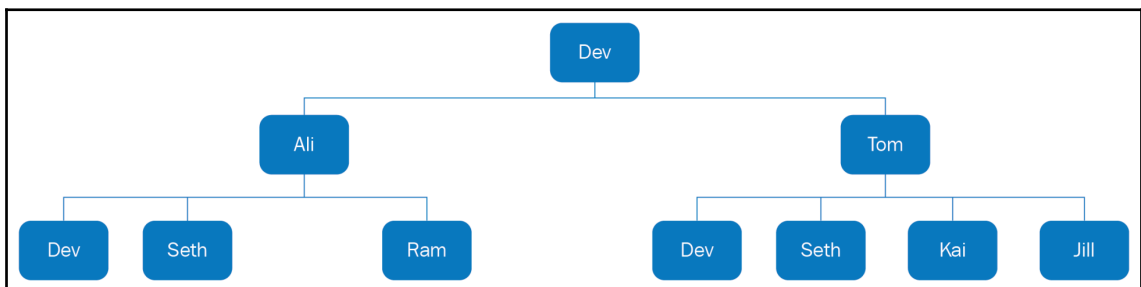 Dev
Ali
Tom
Dev
Seth
Ram
Dev
Seth
Kai
Jill